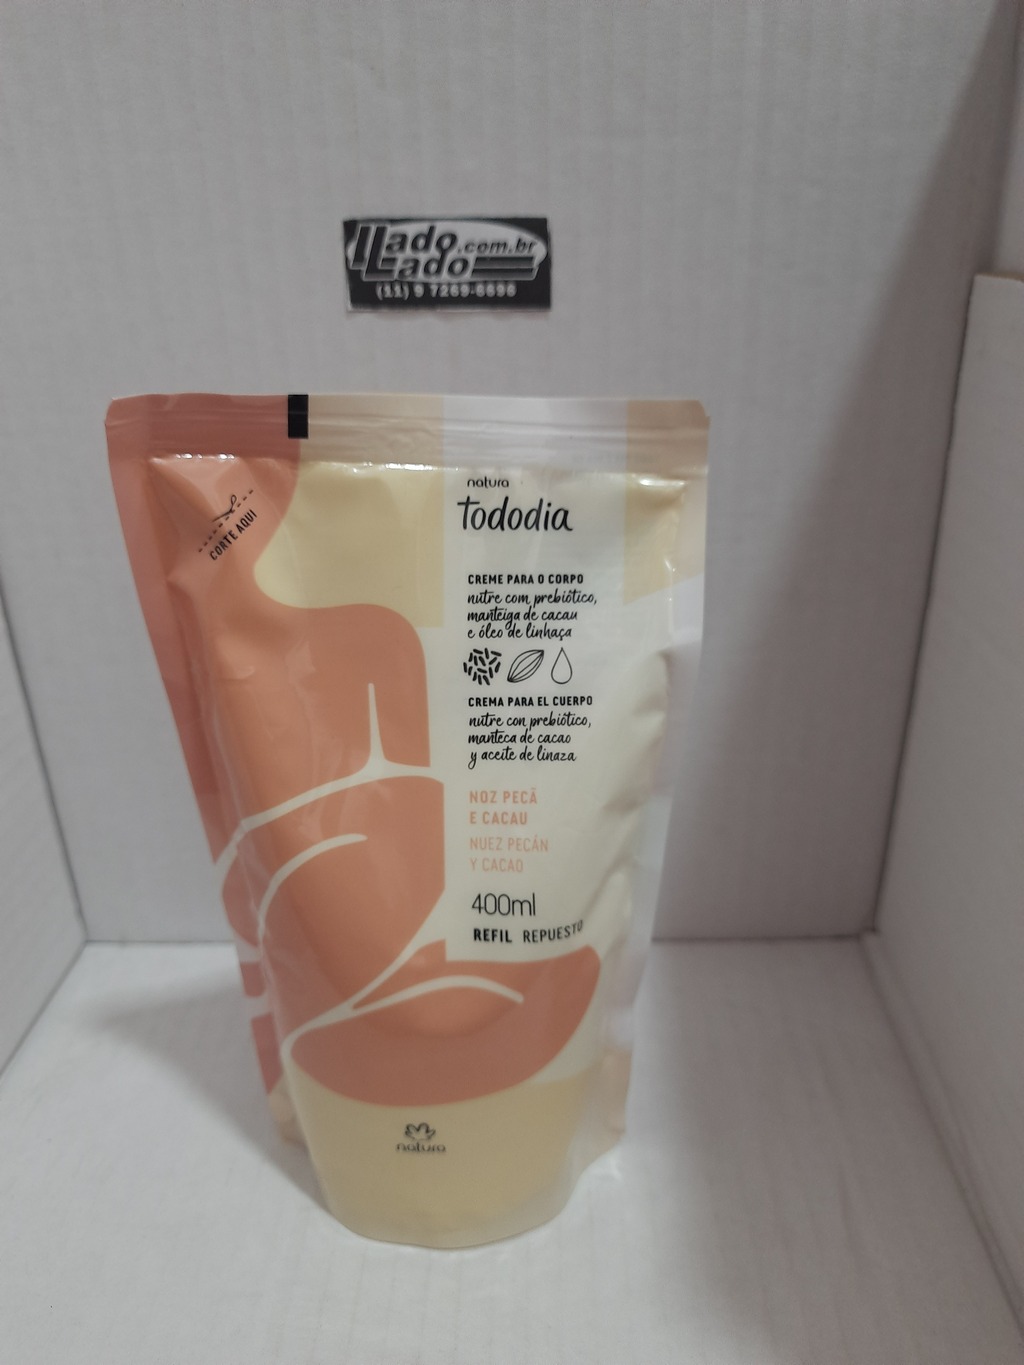 Lado
.com.br
Lado
(11) 9 7269-6696
CORTE AQUI
natura
tododia
CREME PARA O CORPO
nutre com prebiótico,
manteiga de cacau
e óleo de linhaça
CREMA PARA EL CUERPO
nutre con prebiótico,
manteca de cacao
y aceite de linaza
NOZ PECÃ
E CACAU
NUEZ PECÁN
Y CACAO
400ml
REFIL REPUESTO
natura